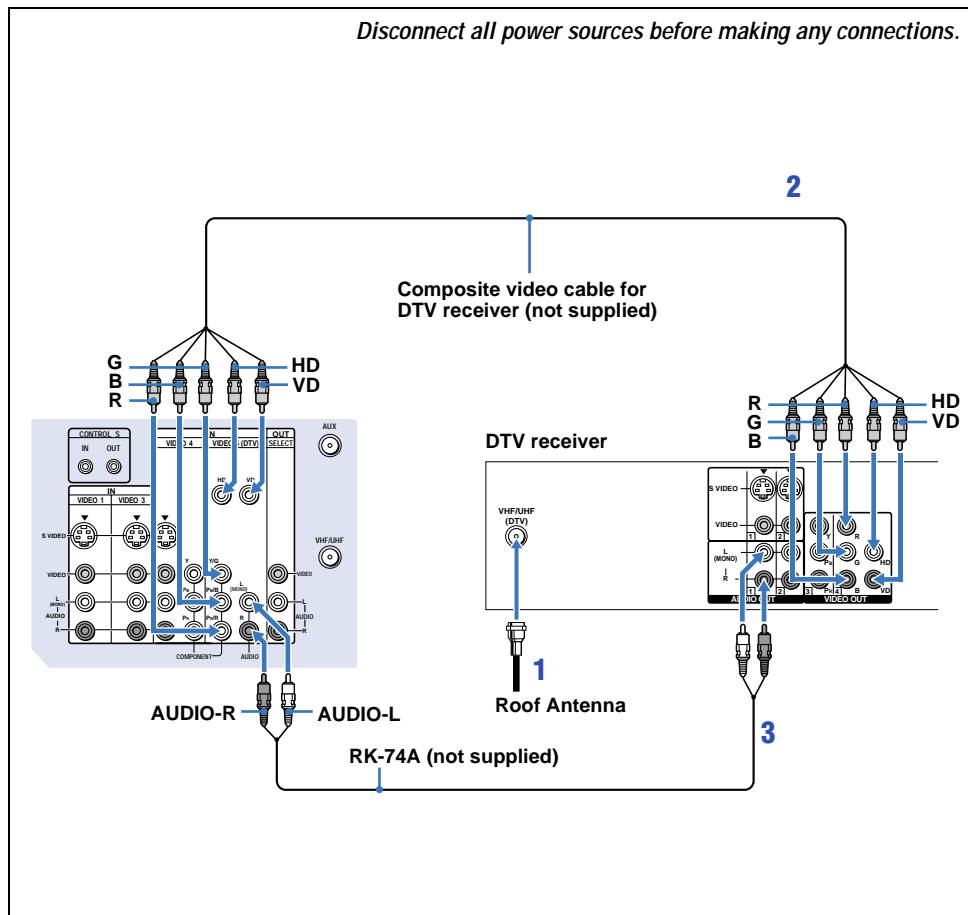 Disconnect all power sources before making any connections.
2
Composite video cable for
DTV receiver (not supplied)
G
B
R
HD
VD
R
G
B
HD
VD
DTV receiver
CONTROL S
IN OUT
IN
VIDEO 4 VIDEO 5 (DTV)
OUT
SELECT
AUX
HD VD
IN
VIDEO 1 VIDEO 3
S VIDEO
VIDEO
L
(MONO)
AUDIO
R
Y
PB
PR
Y/G
PB/B
PR/R
L
(MONO)
R
COMPONENT
AUDIO
VIDEO
L
AUDIO
R
VHF/UHF
VHF/UHF
(DTV)
S VIDEO
VIDEO
1 2
L
(MONO)
R
1 2
AUDIO OUT
Y R
PB G HD
PR B VD
3 4
VIDEO OUT
1
Roof Antenna
3
AUDIO-R AUDIO-L
RK-74A (not supplied)